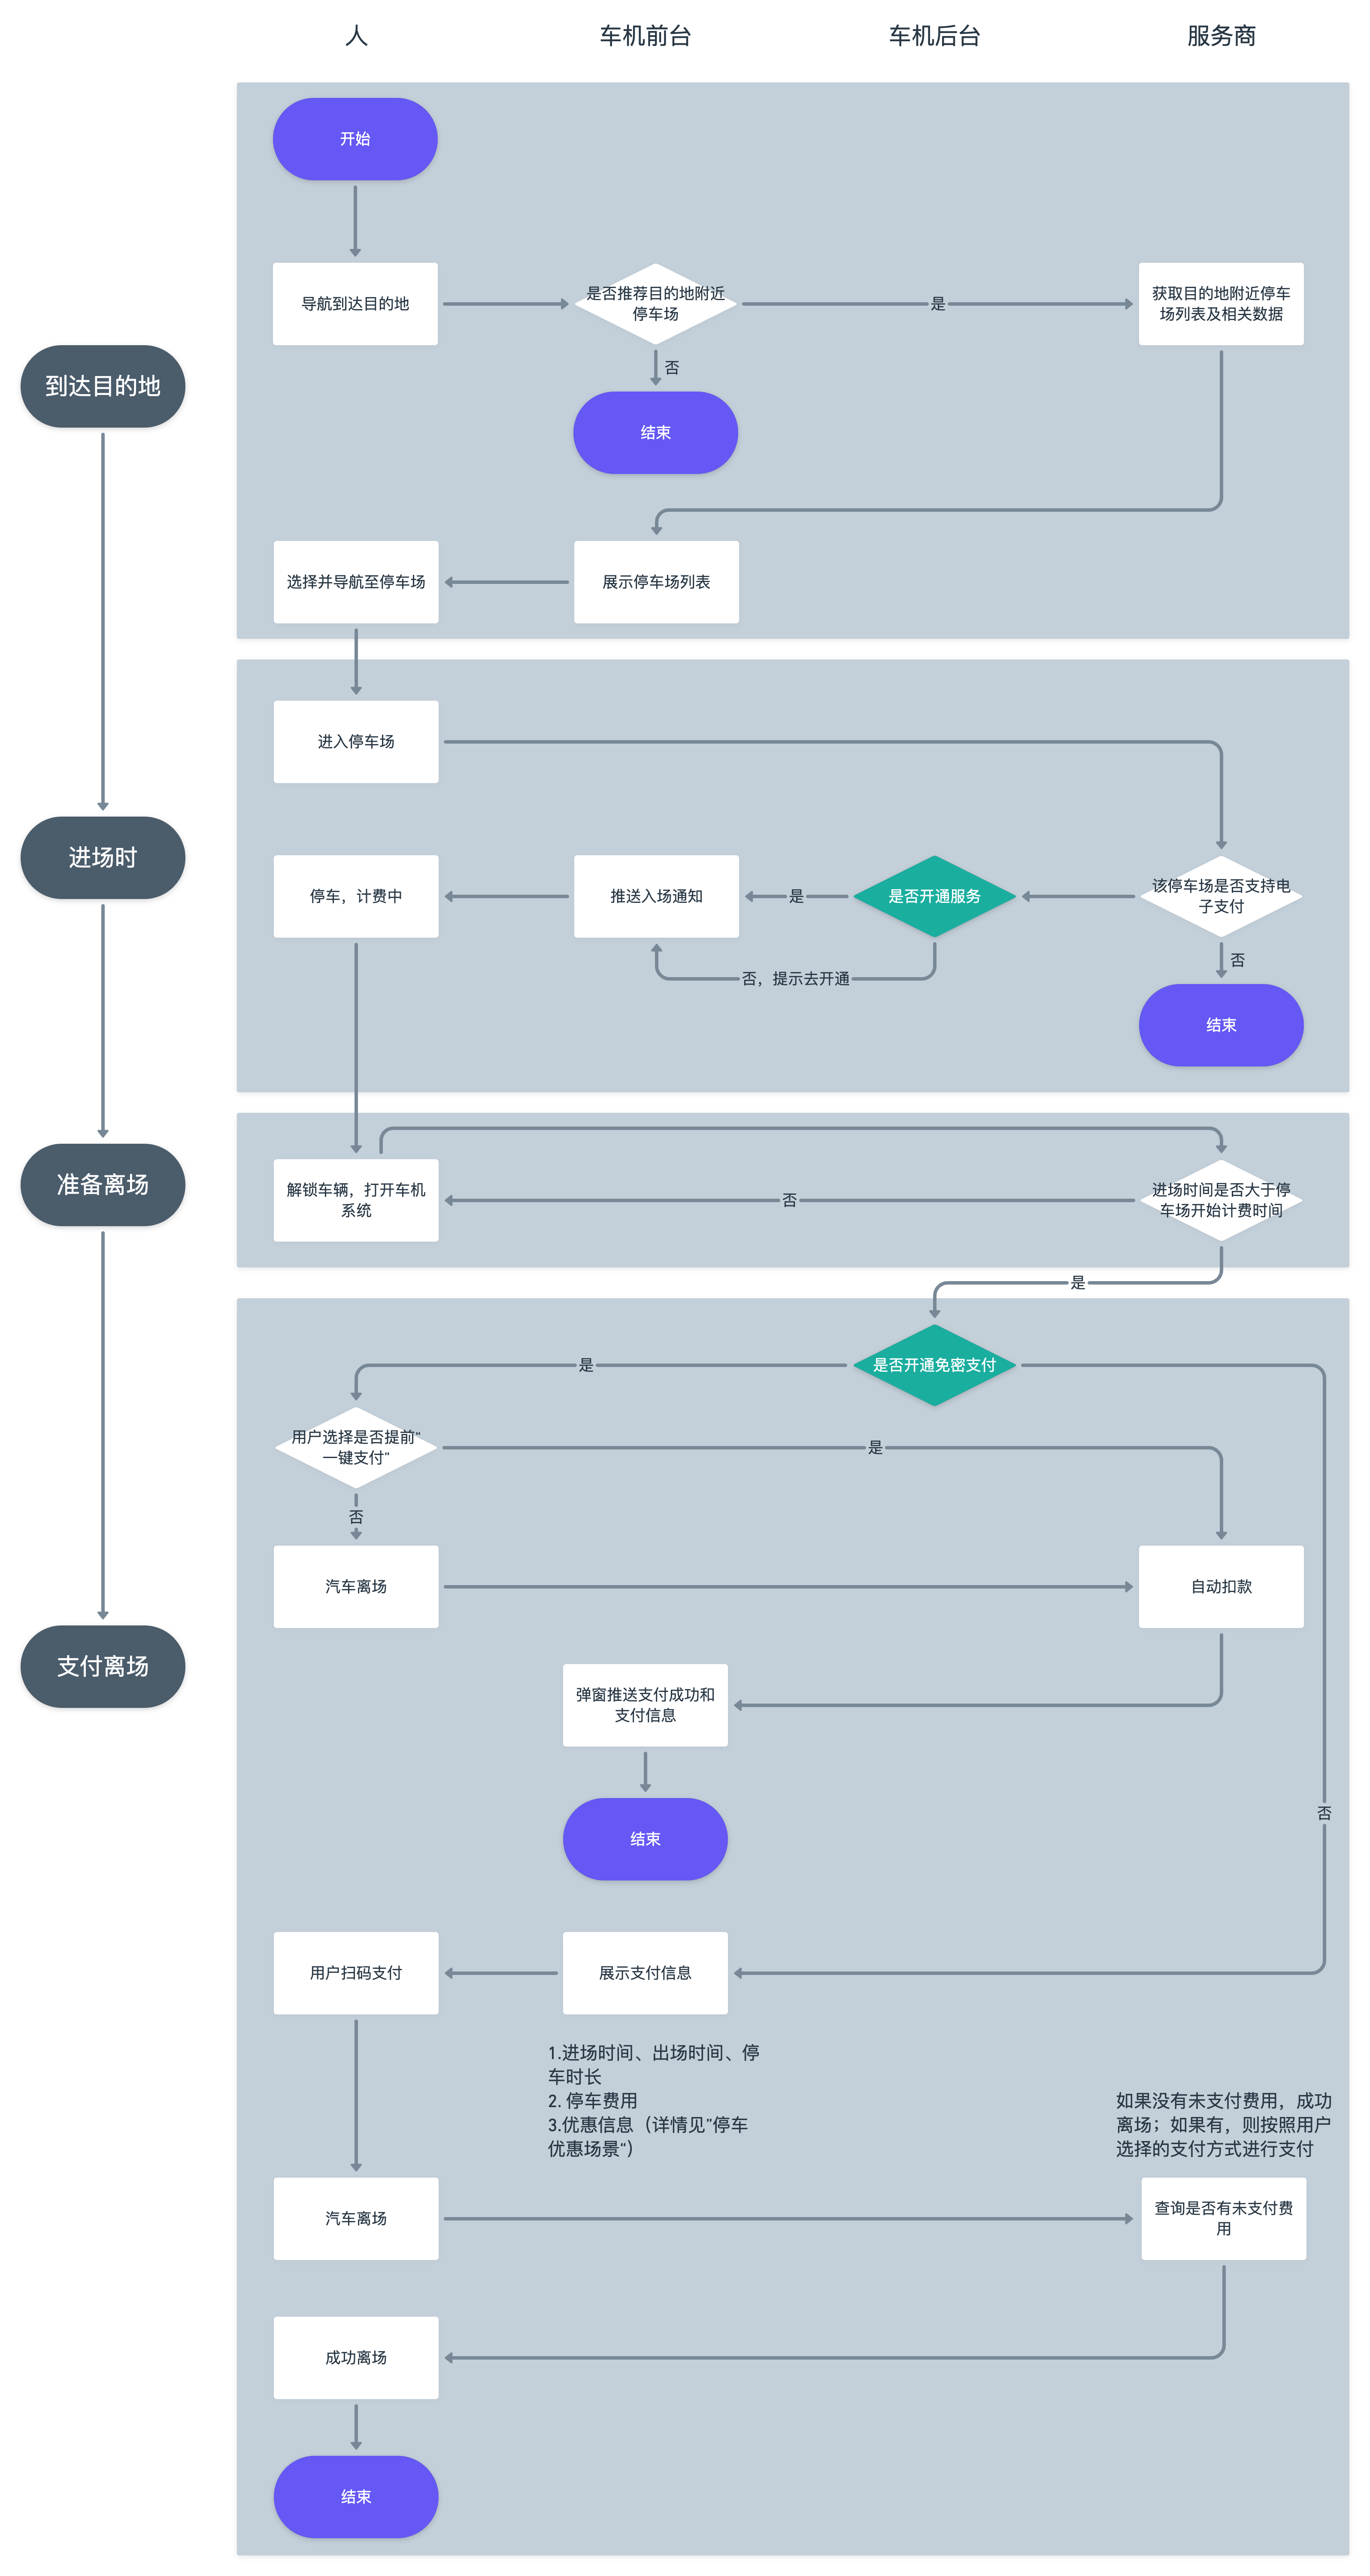 人
车机前台
车机后台
服务商
开始
导航到达目的地
是否推荐目的地附近
停车场
是
获取目的地附近停车
场列表及相关数据
否
到达目的地
结束
选择并导航至停车场
展示停车场列表
进入停车场
进场时
停车，计费中
推送入场通知
是
是否开通服务
该停车场是否支持电
子支付
否
否，提示去开通
结束
准备离场
解锁车辆，打开车机
系统
否
进场时间是否大于停
车场开始计费时间
是
是否开通免密支付
是
用户选择是否提前"
一键支付"
是
否
汽车离场
自动扣款
支付离场
弹窗推送支付成功和
支付信息
否
结束
用户扫码支付
展示支付信息
1.进场时间、出场时间、停
车时长
2. 停车费用
3.优惠信息（详情见"停车
优惠场景“）
如果没有未支付费用，成功
离场；如果有，则按照用户
选择的支付方式进行支付
汽车离场
查询是否有未支付费
用
成功离场
结束